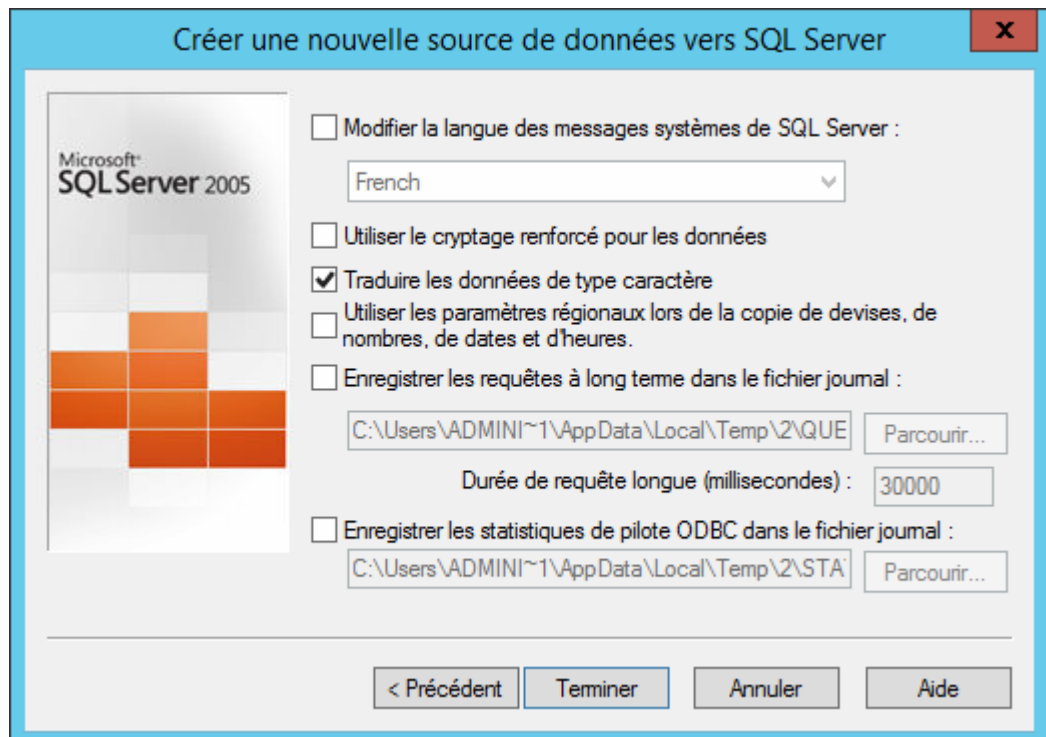 Créer une nouvelle source de données vers SQL Server
x
Microsoft
SQL Server 2005
Modifier la langue des messages systèmes de SQL Server :
French
Utiliser le cryptage renforcé pour les données
Traduire les données de type caractère
Utiliser les paramètres régionaux lors de la copie de devises, de
nombres, de dates et d'heures.
Enregistrer les requêtes à long terme dans le fichier journal :
C:\Users\ADMINI~1\AppData\Local\Temp\2\QUE
Parcourir...
Durée de requête longue (millisecondes) :
30000
Enregistrer les statistiques de pilote ODBC dans le fichier journal :
C:\Users\ADMINI~1\AppData\Local\Temp\2\STA
Parcourir...
< Précédent
Terminer
Annuler
Aide